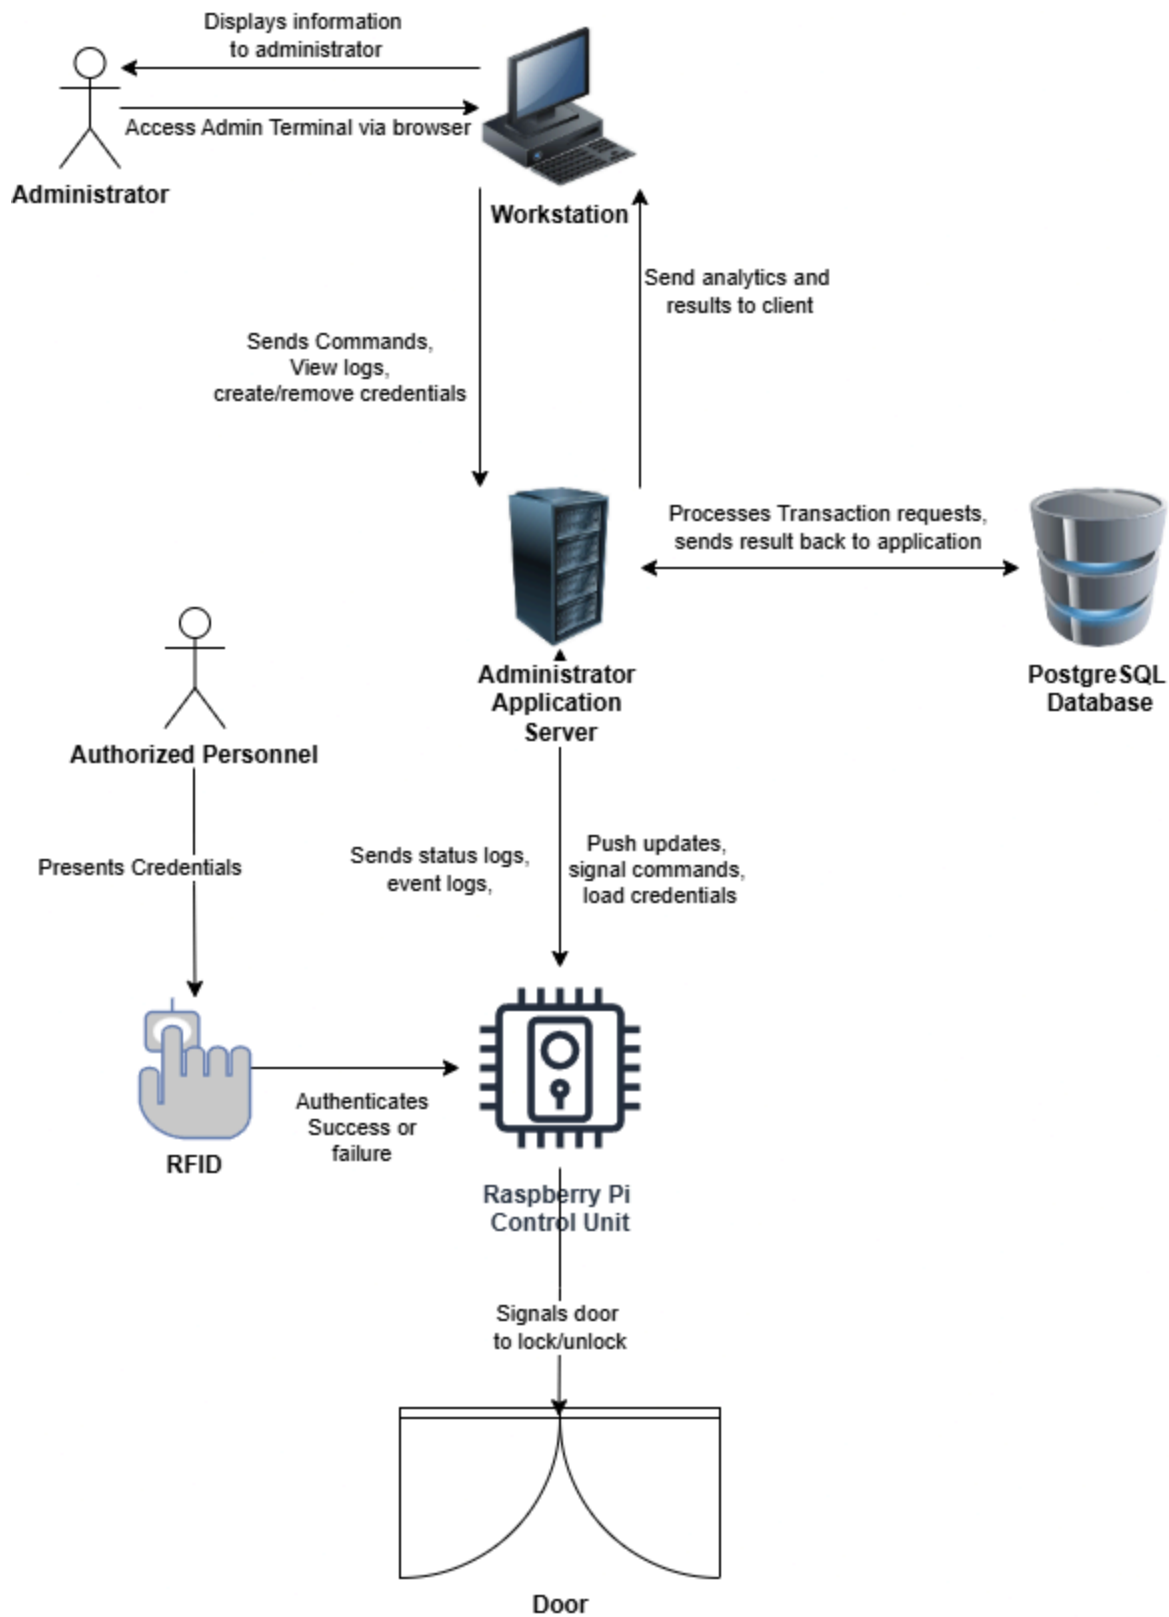 Displays information
to administrator
Access Admin Terminal via browser
Administrator
Workstation
Send analytics and
results to client
Sends Commands,
View logs,
create/remove credentials
Processes Transaction requests,
sends result back to application
Administrator
Application
Server
PostgreSQL
Database
Authorized Personnel
Presents Credentials
Sends status logs,
event logs,
Push updates,
signal commands,
load credentials
Authenticates
Success or
failure
RFID
Raspberry Pi
Control Unit
Signals door
to lock/unlock
Door